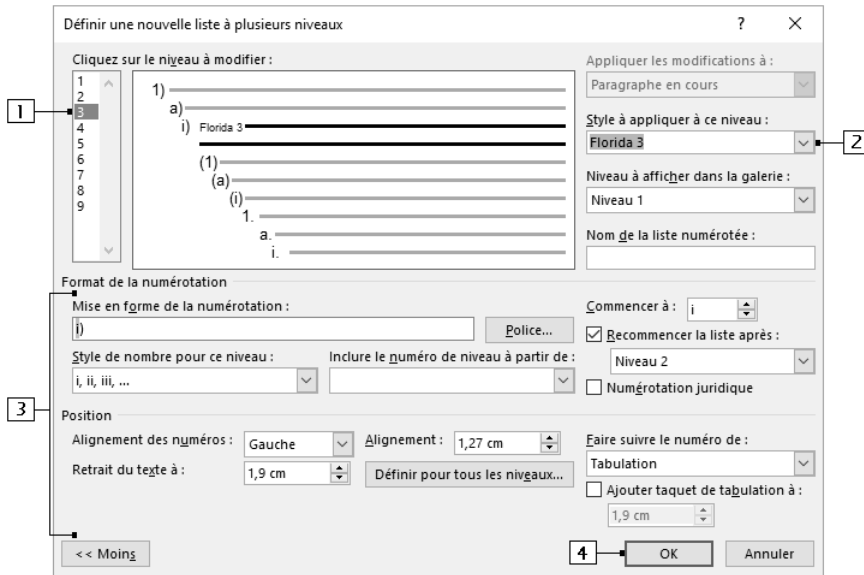 Définir une nouvelle liste à plusieurs niveaux ? ×
Cliquez sur le niveau à modifier :
1
2
3
4
5
6
7
8
9
1)
a)
i) Florida 3
(1)
(a)
(i)
1.
a.
i.
Appliquer les modifications à :
Paragraphe en cours
Style à appliquer à ce niveau :
Florida 3
Niveau à afficher dans la galerie :
Niveau 1
Nom de la liste numérotée :
1
2
Format de la numérotation
Mise en forme de la numérotation :
i)
Police...
Commencer à : i
Recommencer la liste après :
Niveau 2
Numérotation juridique
Style de nombre pour ce niveau :
i, ii, iii, ...
Inclure le numéro de niveau à partir de :
3
Position
Alignement des numéros : Gauche
Alignement : 1,27 cm
Retrait du texte à : 1,9 cm
Définir pour tous les niveaux...
Faire suivre le numéro de :
Tabulation
Ajouter taquet de tabulation à :
1,9 cm
<< Moins
4
OK
Annuler